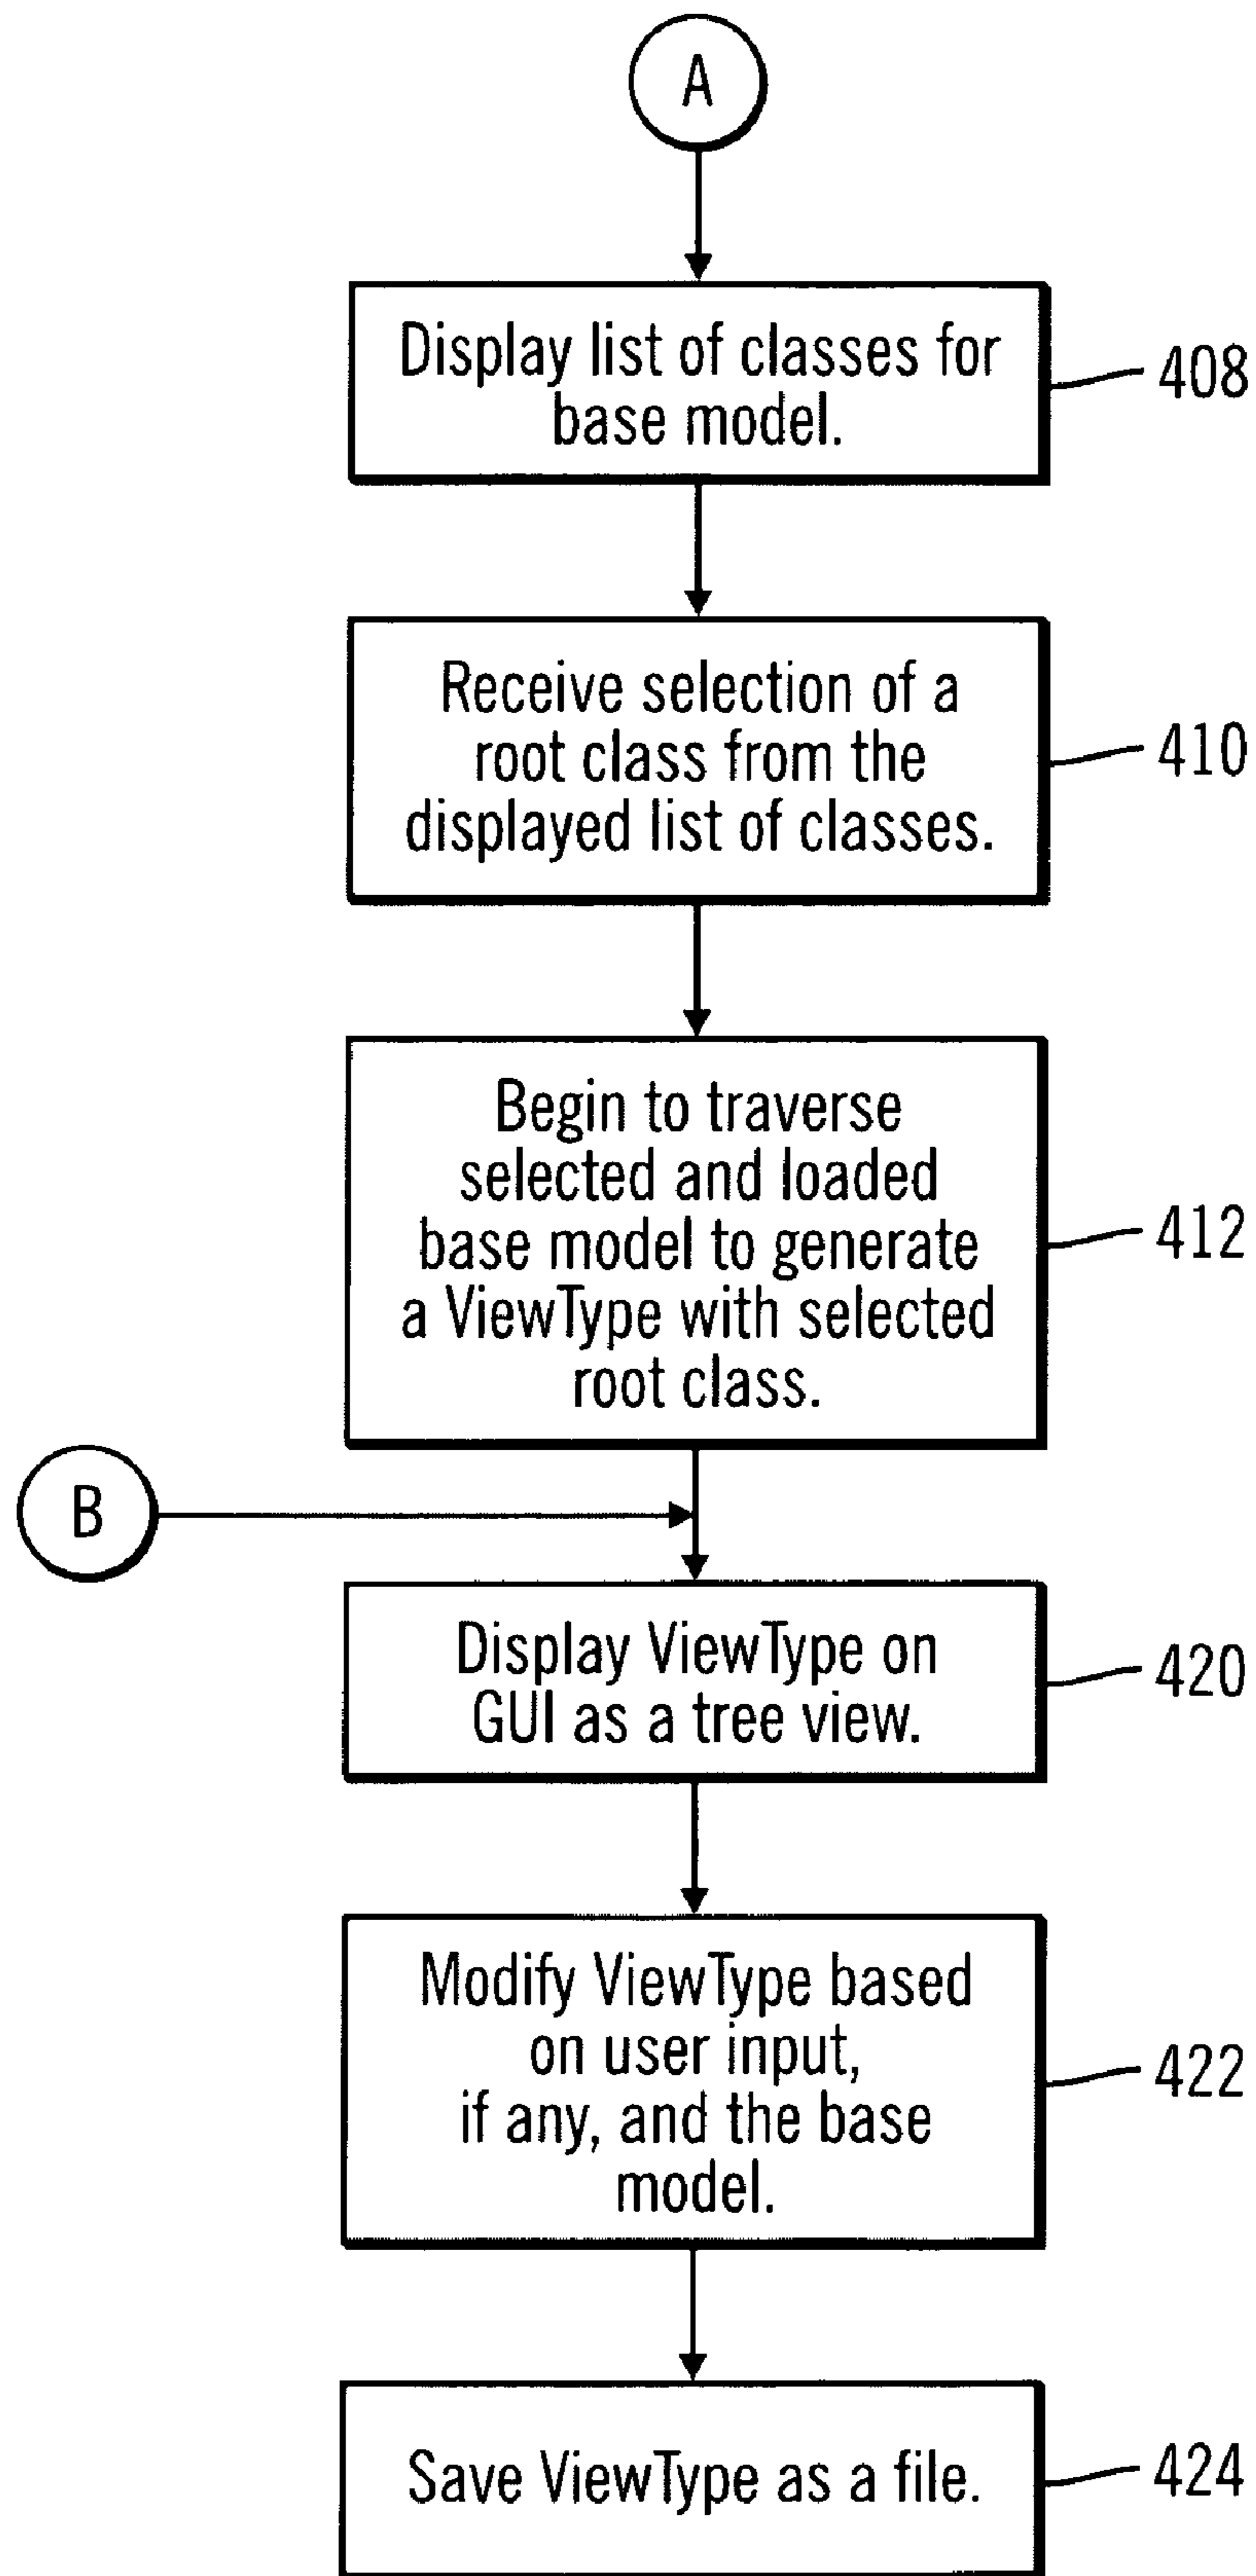 A
Display list of classes for
base model.
408
Receive selection of a
root class from the
displayed list of classes.
410
Begin to traverse
selected and loaded
base model to generate
a ViewType with selected
root class.
412
B
Display ViewType on
GUI as a tree view.
420
Modify ViewType based
on user input,
if any, and the base
model.
422
Save ViewType as a file.
424